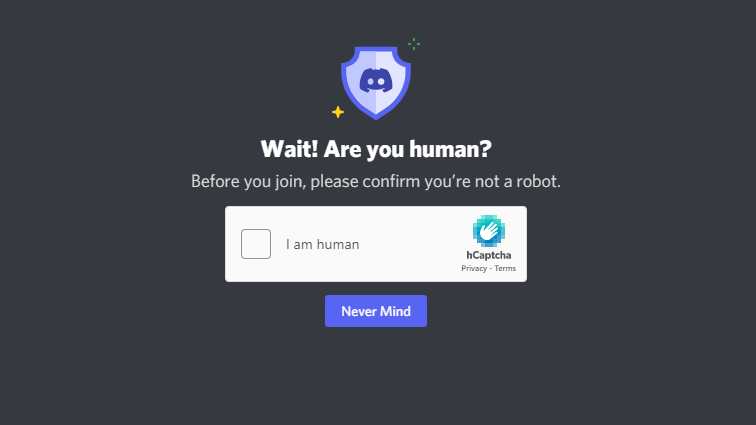 Wait! Are you human?
Before you join, please confirm you’re not a robot.
I am human
hCaptcha
Privacy - Terms
Never Mind